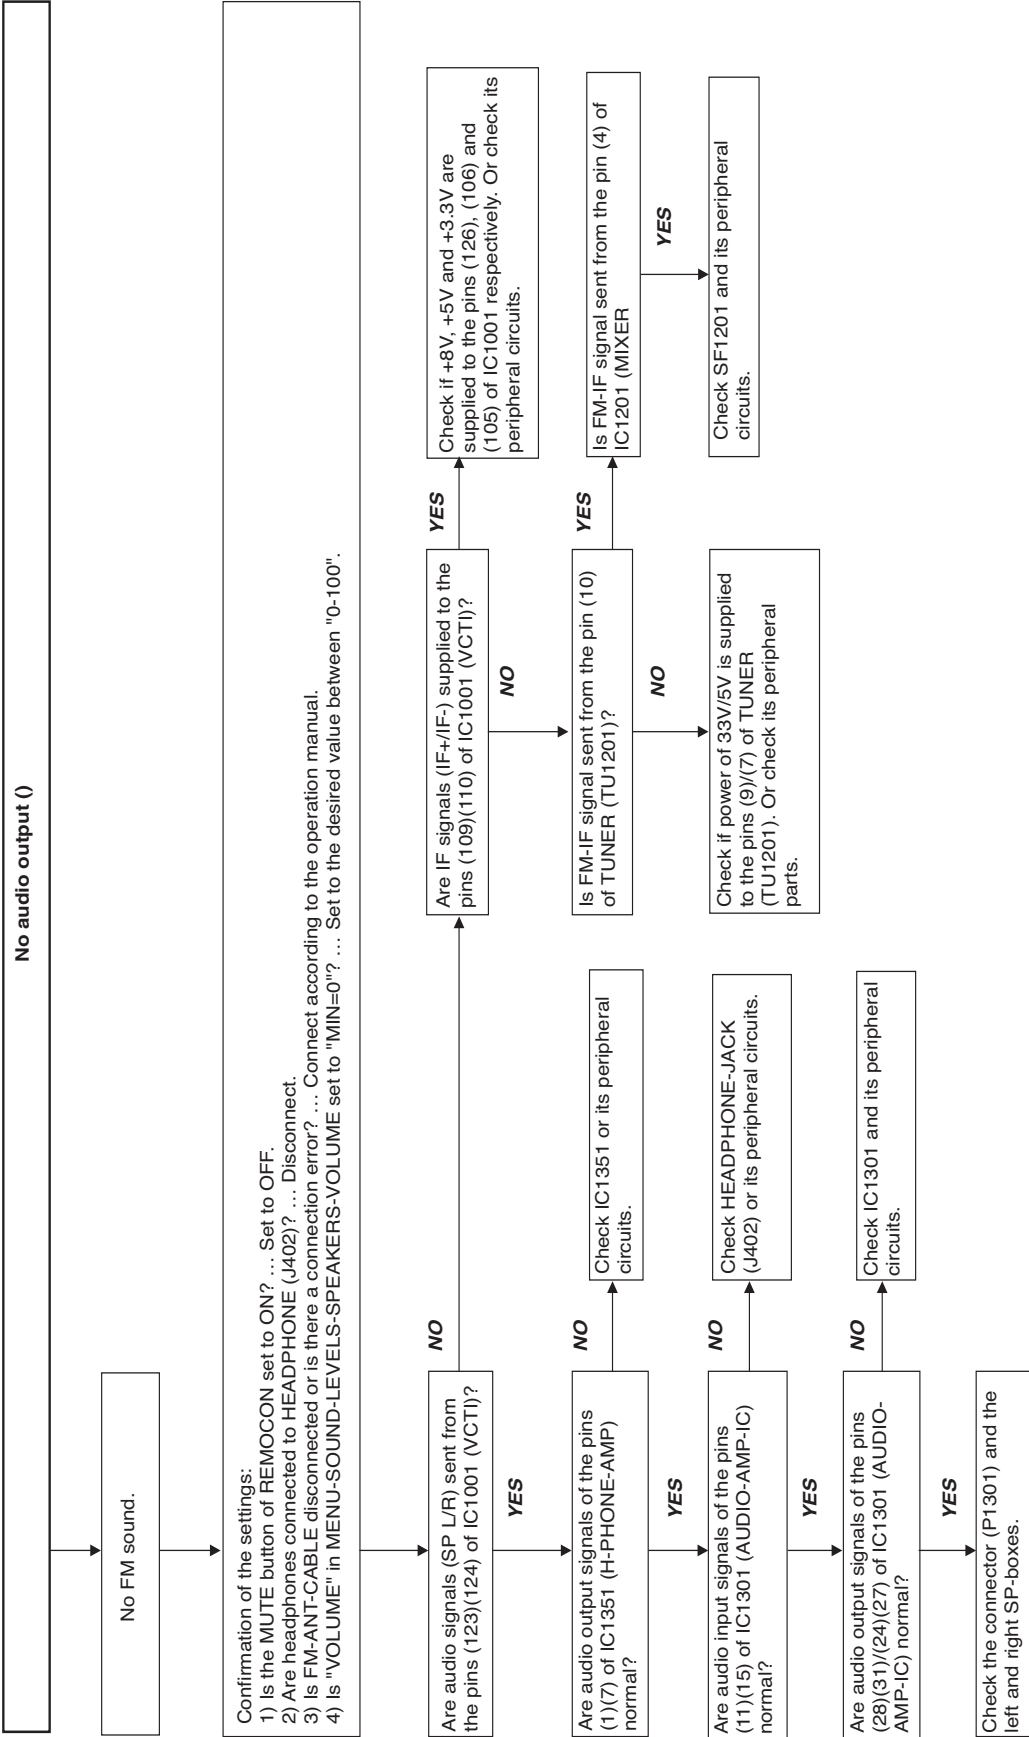 No audio output ()
No FM sound.
Confirmation of the settings:
1) Is the MUTE button of REMOCON set to ON? … Set to OFF.
2) Are headphones connected to HEADPHONE (J402)? … Disconnect.
3) Is FM-ANT-CABLE disconnected or is there a connection error? … Connect according to the operation manual.
4) Is "VOLUME" in MENU-SOUND-LEVELS-SPEAKERS-VOLUME set to "MIN=0"? … Set to the desired value between "0-100".
Are audio signals (SP L/R) sent from
the pins (123)(124) of IC1001 (VCTI)?
NO
Are IF signals (IF+/IF-) supplied to the
pins (109)(110) of IC1001 (VCTI)?
YES
Check if +8V, +5V and +3.3V are
supplied to the pins (126), (106) and
(105) of IC1001 respectively. Or check its
peripheral circuits.
YES
NO
Are audio output signals of the pins
(1)(7) of IC1351 (H-PHONE-AMP)
normal?
NO
Check IC1351 or its peripheral
circuits.
Is FM-IF signal sent from the pin (10)
of TUNER (TU1201)?
YES
Is FM-IF signal sent from the pin (4) of
IC1201 (MIXER
YES
NO
YES
Are audio input signals of the pins
(11)(15) of IC1301 (AUDIO-AMP-IC)
normal?
NO
Check HEADPHONE-JACK
(J402) or its peripheral circuits.
Check if power of 33V/5V is supplied
to the pins (9)/(7) of TUNER
(TU1201). Or check its peripheral
parts.
Check SF1201 and its peripheral
circuits.
YES
Are audio output signals of the pins
(28)(31)/(24)(27) of IC1301 (AUDIO-
AMP-IC) normal?
NO
Check IC1301 and its peripheral
circuits.
YES
Check the connector (P1301) and the
left and right SP-boxes.